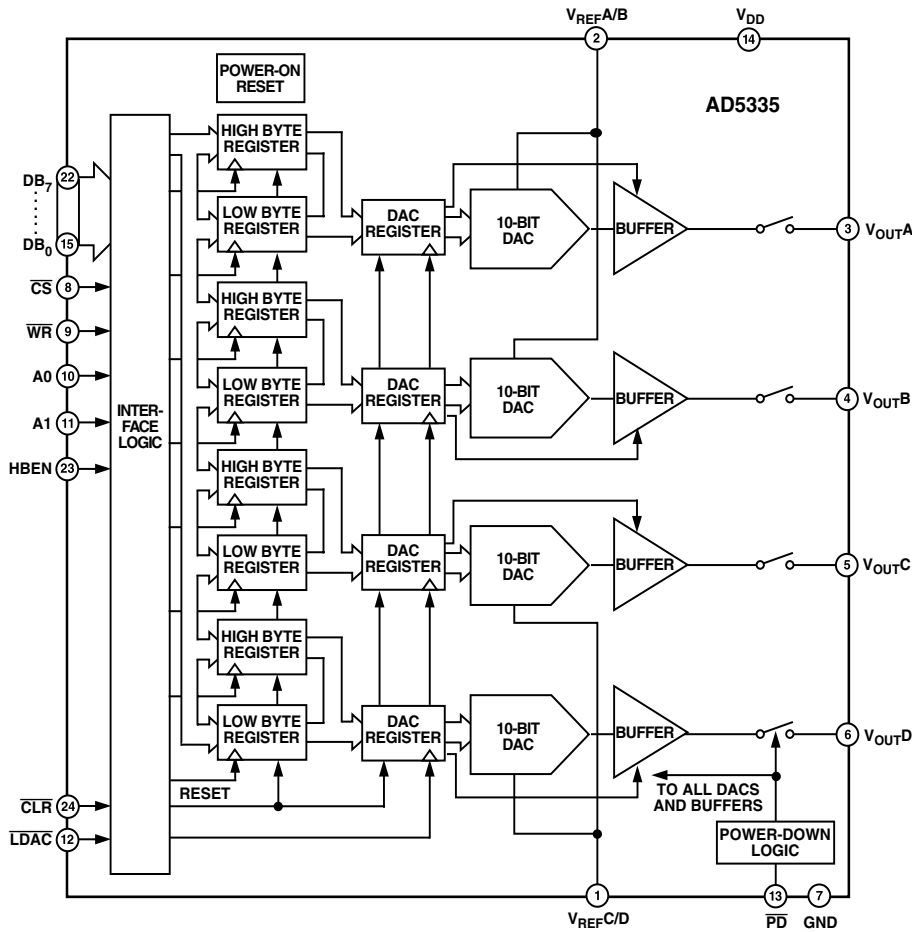 VREFA/B
VDD
2
14
POWER-ON
RESET
AD5335
HIGH BYTE
REGISTER
DB7
22
LOW BYTE
REGISTER
DAC
REGISTER
10-BIT
DAC
BUFFER
3
VOUTA
DB0
15
CS
8
HIGH BYTE
REGISTER
WR
9
A0
10
LOW BYTE
REGISTER
DAC
REGISTER
10-BIT
DAC
BUFFER
4
VOUTB
A1
11
INTER-
FACE
LOGIC
HBEN
23
HIGH BYTE
REGISTER
LOW BYTE
REGISTER
DAC
REGISTER
10-BIT
DAC
BUFFER
5
VOUTC
HIGH BYTE
REGISTER
LOW BYTE
REGISTER
DAC
REGISTER
10-BIT
DAC
BUFFER
6
VOUTD
RESET
TO ALL DACS
AND BUFFERS
CLR
24
LDAC
12
POWER-DOWN
LOGIC
1
13
7
VREFC/D
PD
GND